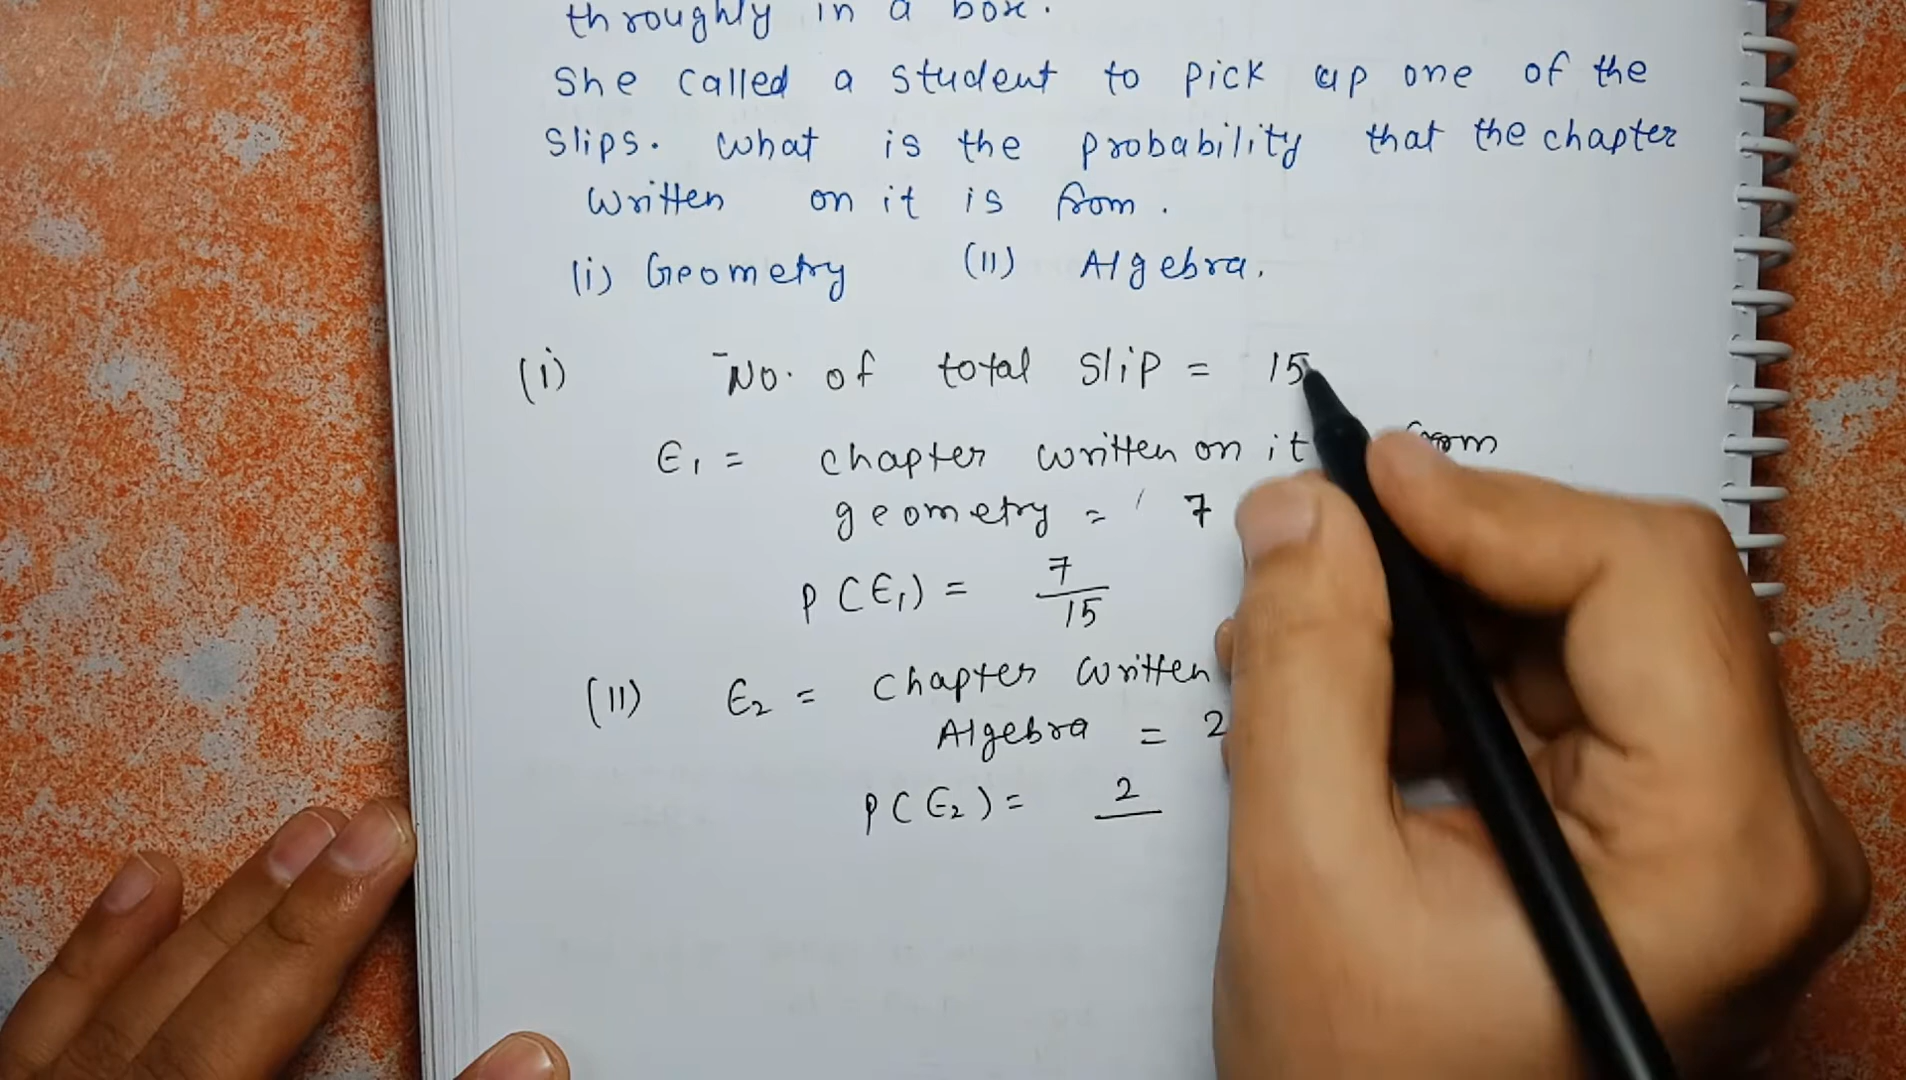 throughly in a box.
She called a student to pick up one of the
slips. what is the probability that the chapter
written on it is from.
(i) Geometry (II) Algebra.
(i) No. of total slip = 15
E₁ = chapter written on it from
geometry = 7
P(E₁) = 7/15
(II) E₂ = chapter written
Algebra = 2
P(E₂) = 2